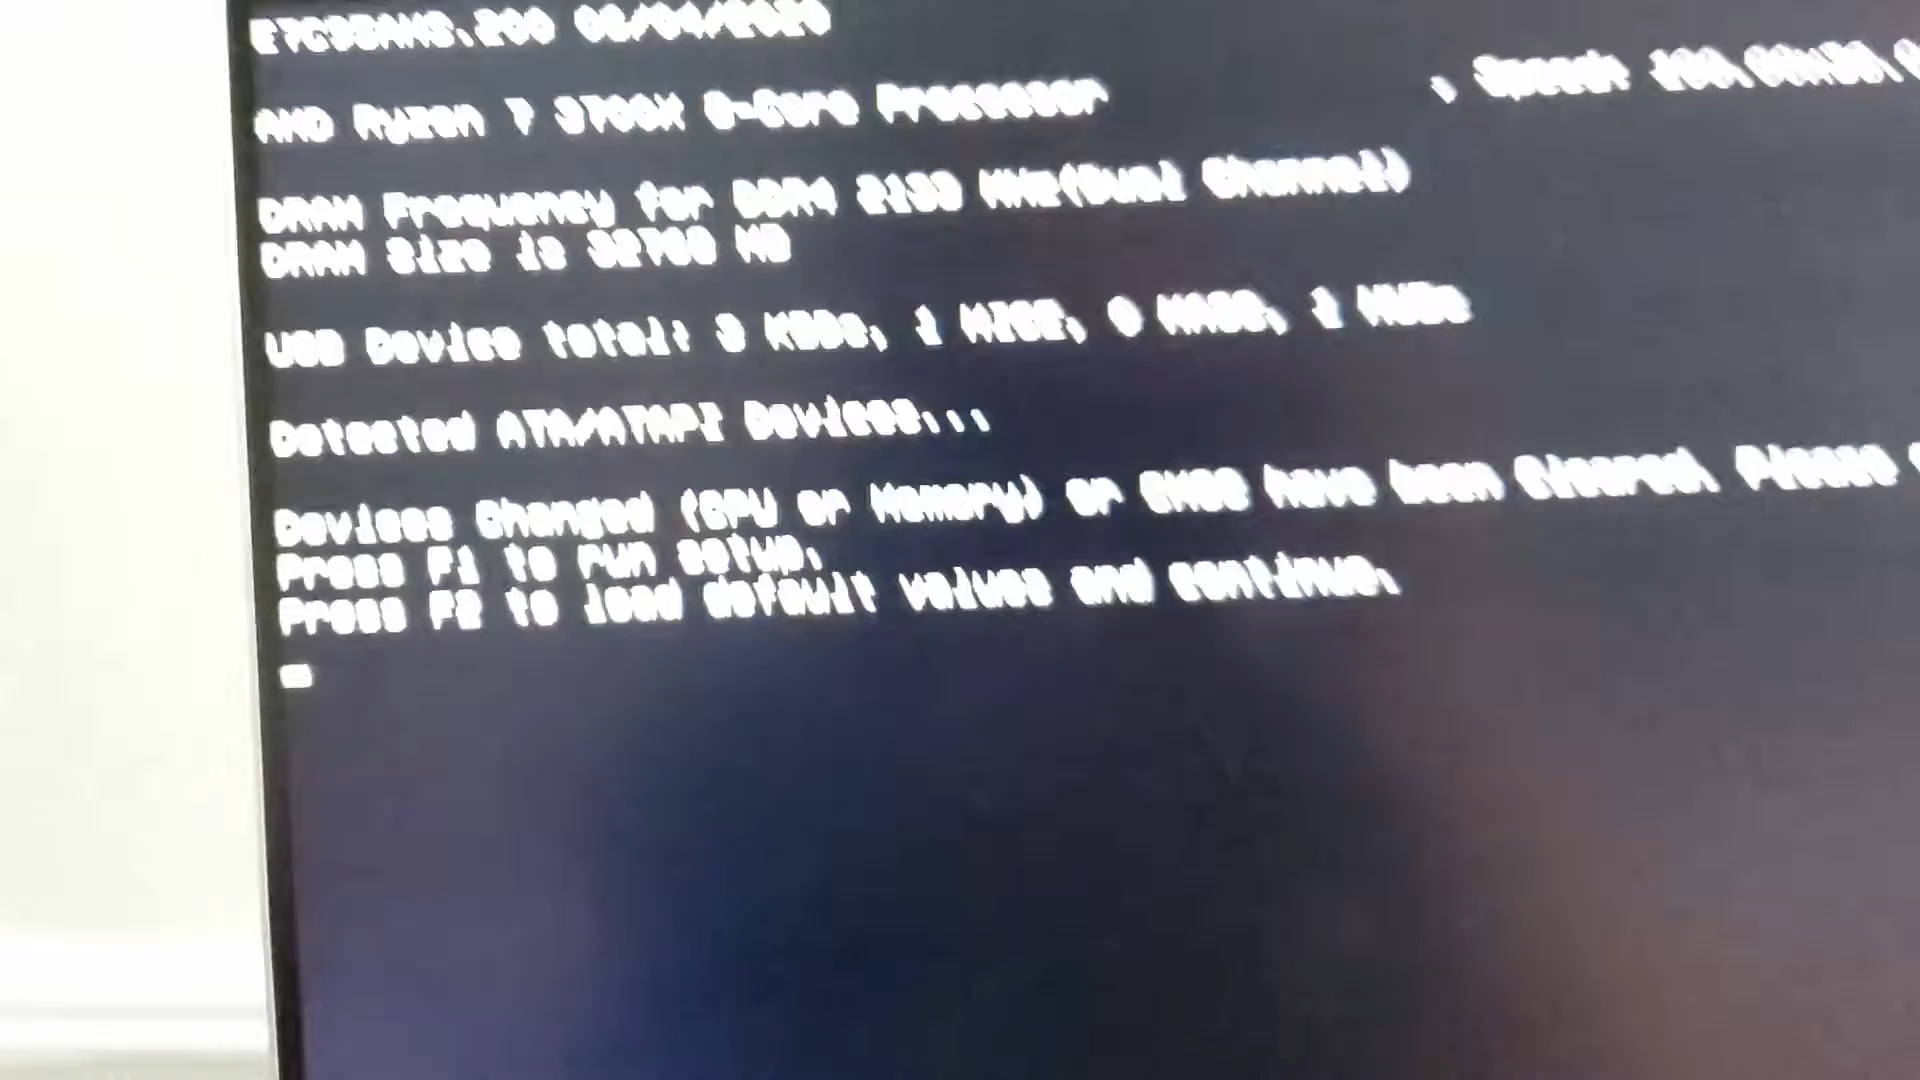 AMD Ryzen 7 3700X 8-Core Processor , Speed:
DRAM Frequency for DDR4 2133 MHz(Dual Channel)
DRAM Size is 32768 MB
USB Device total: 3 KBDs, 1 MICE, 0 MASS, 1 HUBs
Detected ATA/ATAPI Devices...
Devices Changed (CPU or Memory) or CMOS have been Cleared. Please
Press F1 to run setup.
Press F2 to load default values and continue.